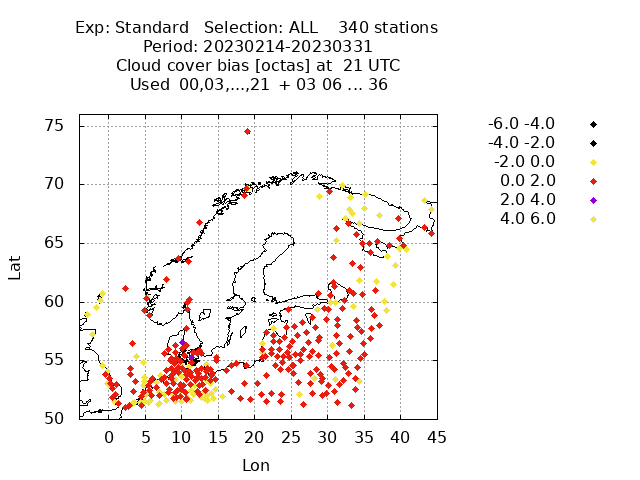 Exp: Standard   Selection: ALL    340 stations
Period: 20230214-20230331
Cloud cover bias [octas] at  21 UTC
Used  00,03,...,21  + 03 06 ... 36
-6.0 -4.0
-4.0 -2.0
-2.0 0.0
0.0 2.0
2.0 4.0
4.0 6.0
75
70
65
60
55
50
Lat
0 5 10 15 20 25 30 35 40 45
Lon